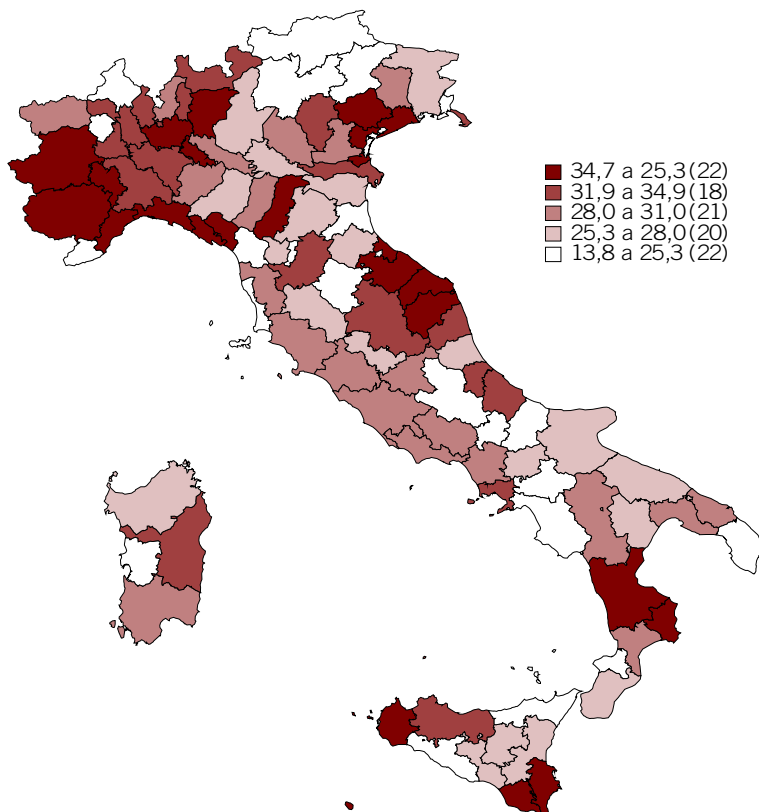 34,7 a 25,3 (22)
31,9 a 34,9 (18)
28,0 a 31,0 (21)
25,3 a 28,0 (20)
13,8 a 25,3 (22)